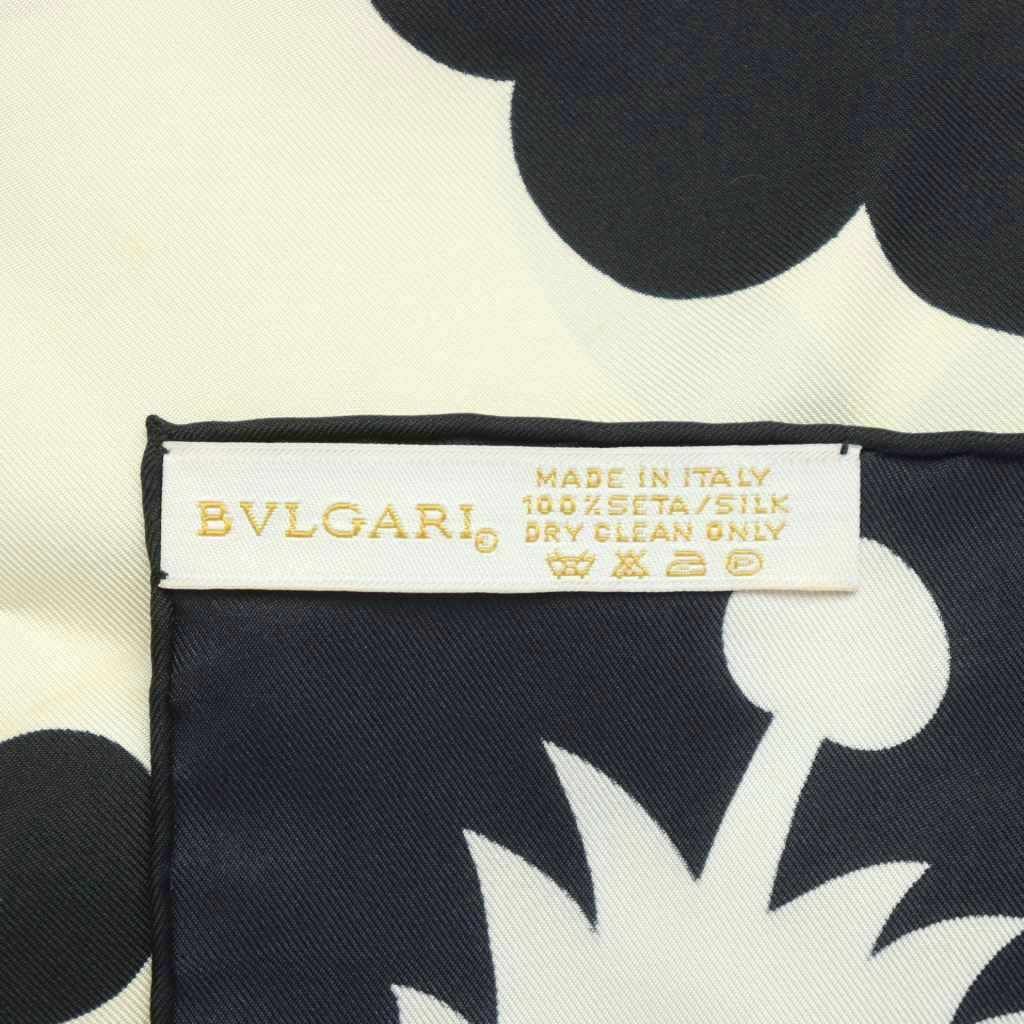 BVLGARI©
MADE IN ITALY
100%SETA/SILK
DRY CLEAN ONLY
P